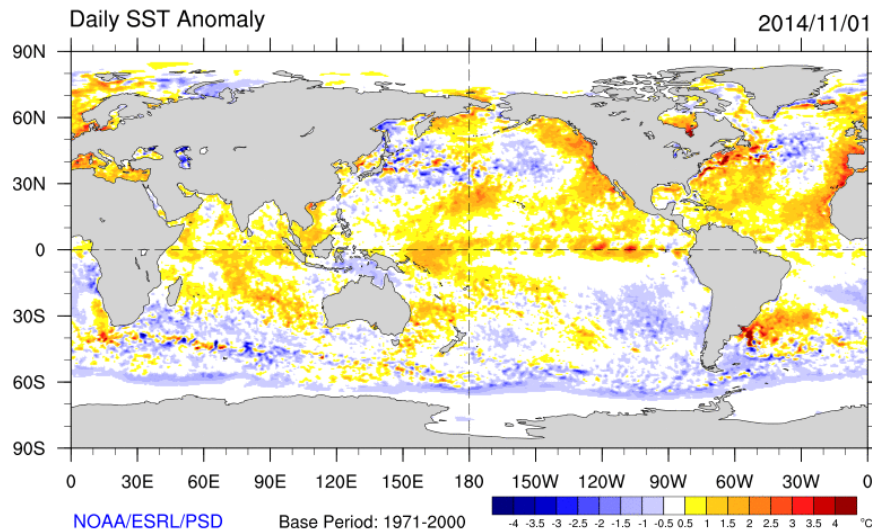 Daily SST Anomaly 2014/11/01
90N
60N
30N
0
30S
60S
90S
0 30E 60E 90E 120E 150E 180 150W 120W 90W 60W 30W 0
NOAA/ESRL/PSD Base Period: 1971-2000
-4 -3.5 -3 -2.5 -2 -1.5 -1 -0.5 0.5 1 1.5 2 2.5 3 3.5 4 °C